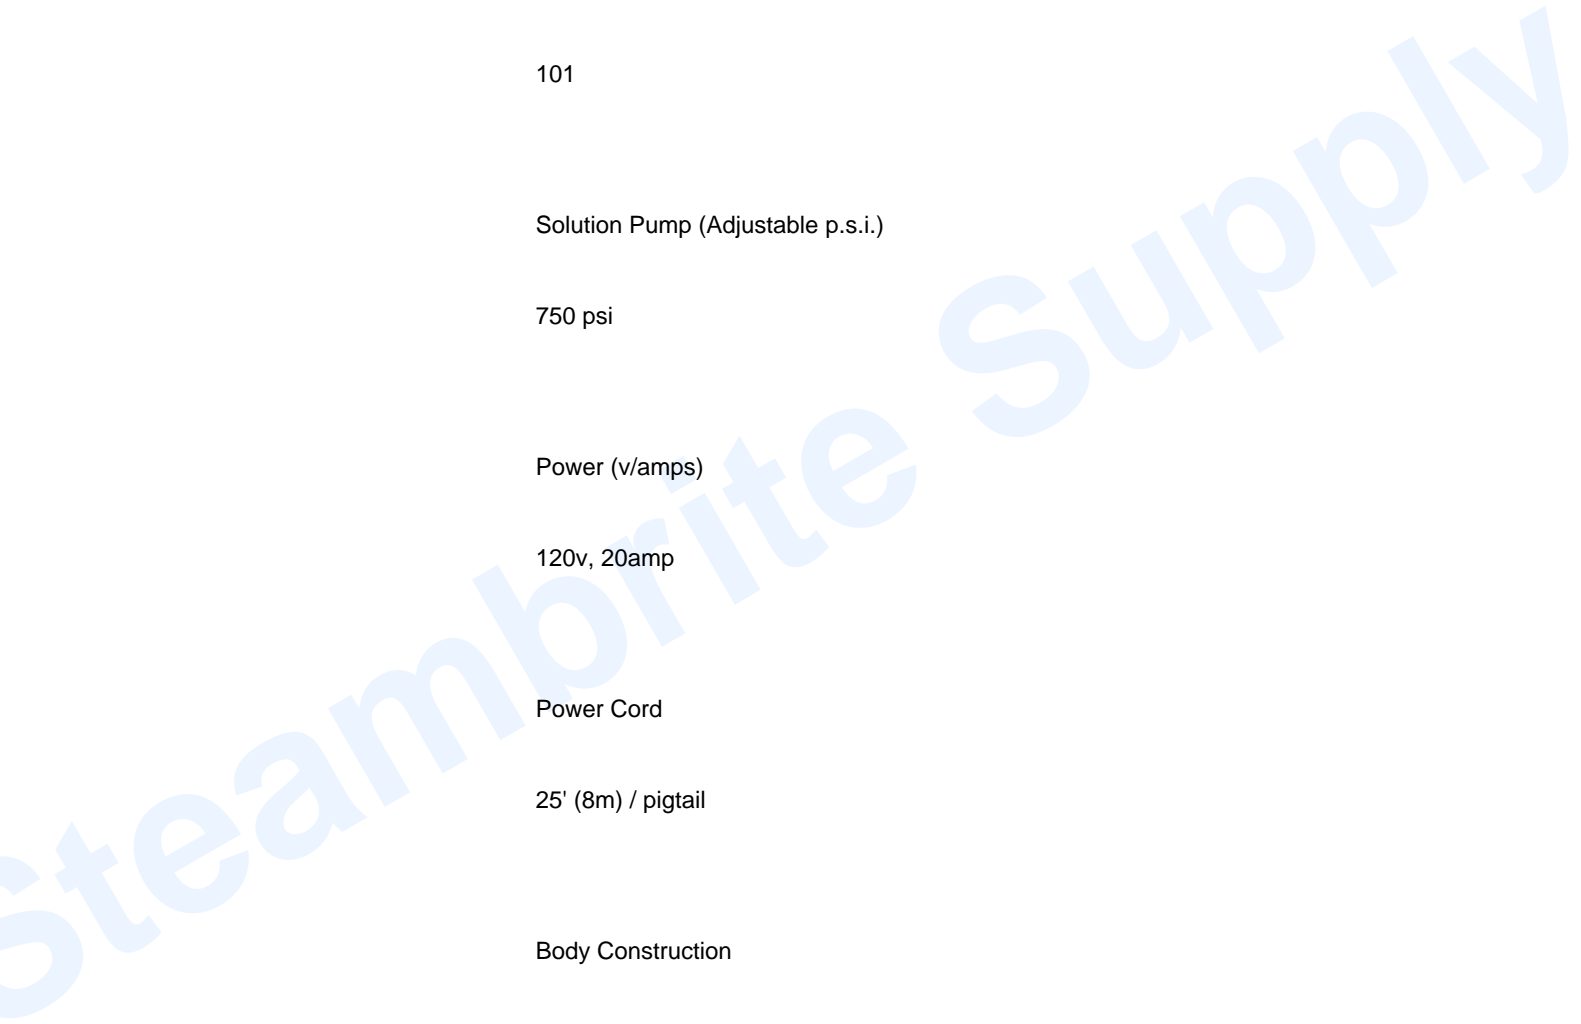 101
Solution Pump (Adjustable p.s.i.)
750 psi
Power (v/amps)
120v, 20amp
Power Cord
25' (8m) / pigtail
Body Construction
Steambrite Supply